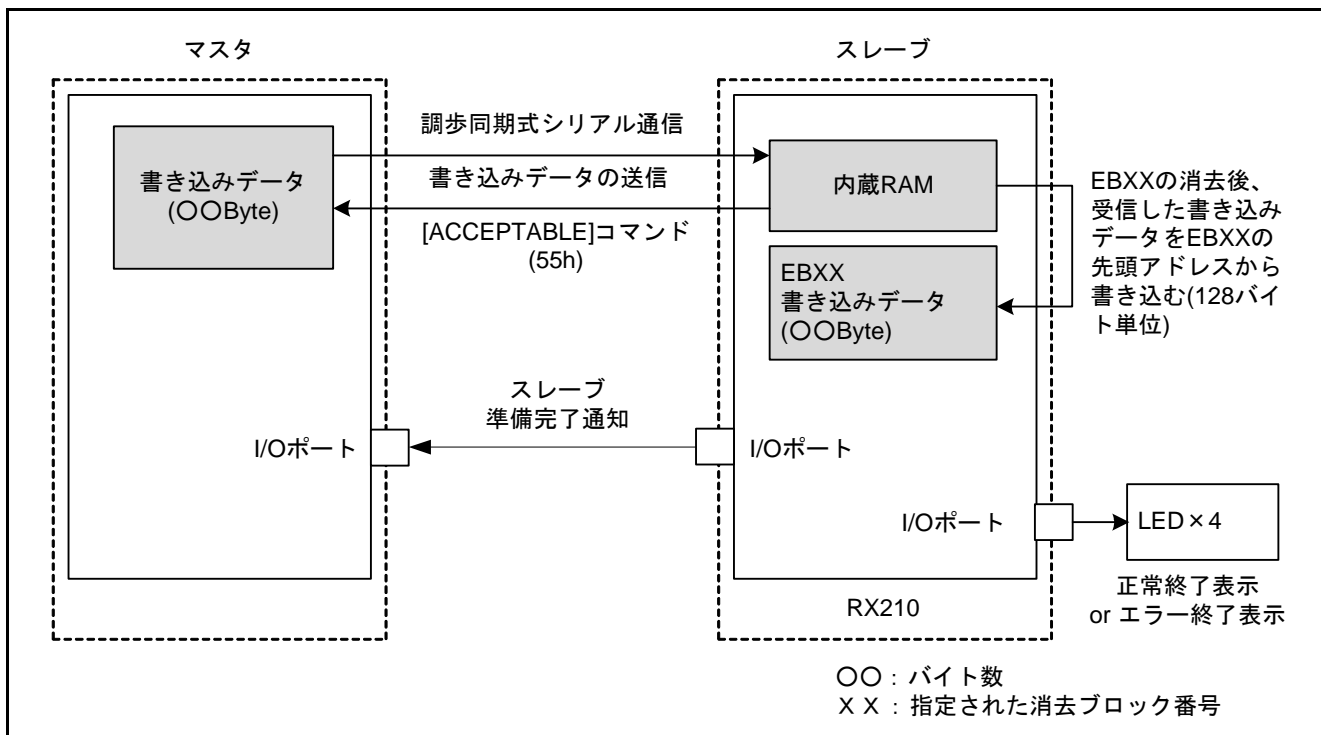 マスタ
スレーブ
調歩同期式シリアル通信
書き込みデータ
(〇〇Byte)
書き込みデータの送信
[ACCEPTABLE]コマンド
(55h)
内蔵RAM
EBXX
書き込みデータ
(〇〇Byte)
EBXXの消去後、
受信した書き込み
データをEBXXの
先頭アドレスから
書き込む(128バイ
ト単位)
スレーブ
準備完了通知
I/Oポート
I/Oポート
I/Oポート
LED×4
正常終了表示
or エラー終了表示
RX210
〇〇：バイト数
ＸＸ：指定された消去ブロック番号